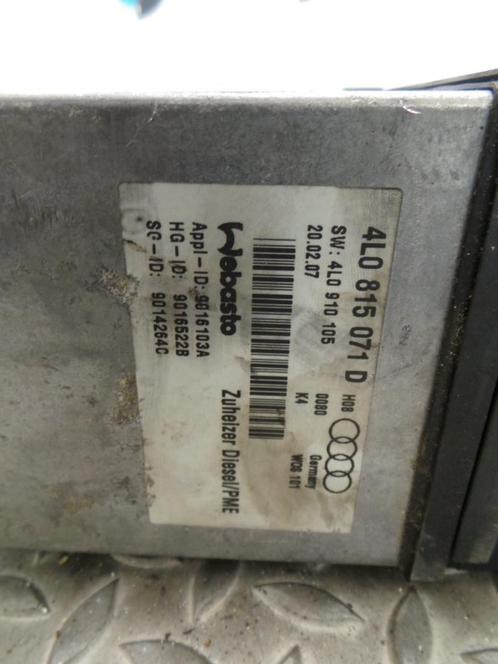 4L0 815 071 D H08
SW: 4L0 910 105 0080
20.02.07 K4
Germany
W08 101
Webasto Zuheizer Diesel/PME
Appl-ID: 9016103A
HG-ID: 9016522B
SG-ID: 9014264C